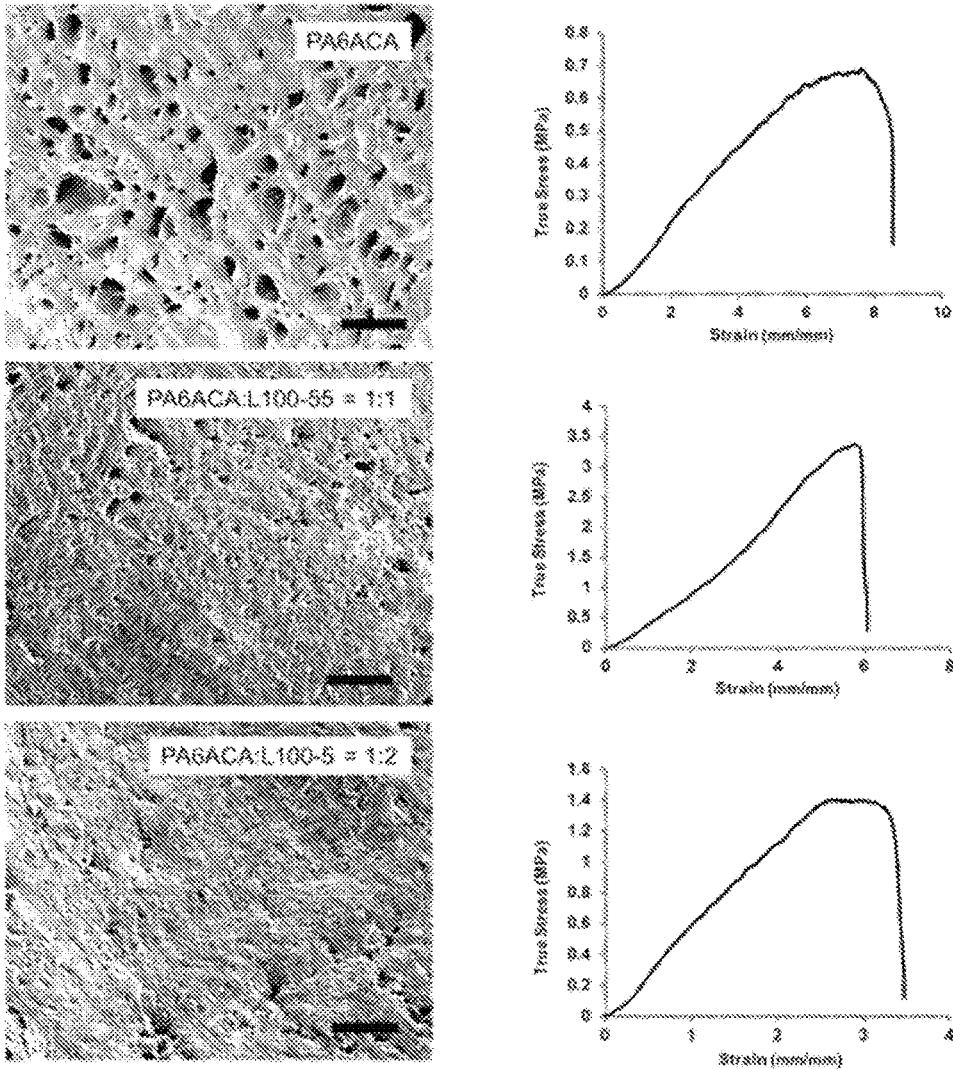 PA6ACA
0.8
0.7
0.6
0.5
0.4
0.3
0.2
0.1
0
True Stress (MPa)
0 2 4 6 8 10
Strain (mm/mm)
PA6ACA:L100-55 = 1:1
4
3.5
3
2.5
2
1.5
1
0.5
0
True Stress (MPa)
0 2 4 6 8
Strain (mm/mm)
PA6ACA:L100-5 = 1:2
1.6
1.4
1.2
1
0.8
0.6
0.4
0.2
0
True Stress (MPa)
0 1 2 3 4
Strain (mm/mm)